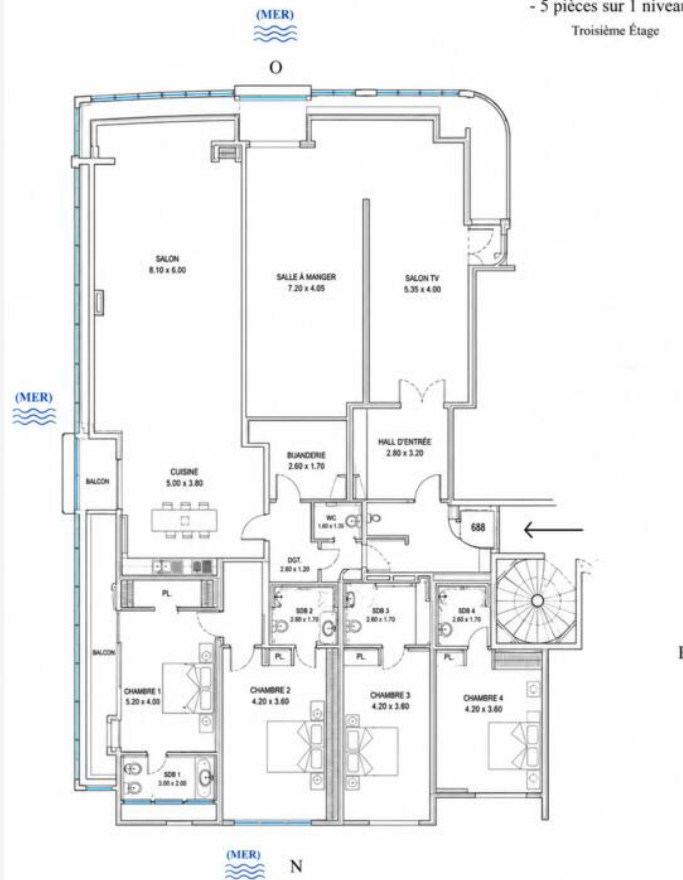 - 5 pièces sur 1 niveau
Troisième Étage
(MER)
O
SALON
8.10 x 6.00
SALLE À MANGER
7.20 x 4.05
SALON TV
5.35 x 4.00
(MER)
HALL D'ENTRÉE
2.80 x 3.20
BUANDERIE
2.60 x 1.70
CUISINE
5.00 x 3.80
BALCON
WC
688
DGT.
2.60 x 1.20
PL.
SDB 2
2.60 x 1.70
SDB 3
2.60 x 1.70
SDB 4
2.60 x 1.70
BALCON
PL.
PL.
PL.
CHAMBRE 1
5.20 x 4.00
CHAMBRE 2
4.20 x 3.60
CHAMBRE 3
4.20 x 3.60
CHAMBRE 4
4.20 x 3.60
SDB 1
3.00 x 2.00
(MER)
N